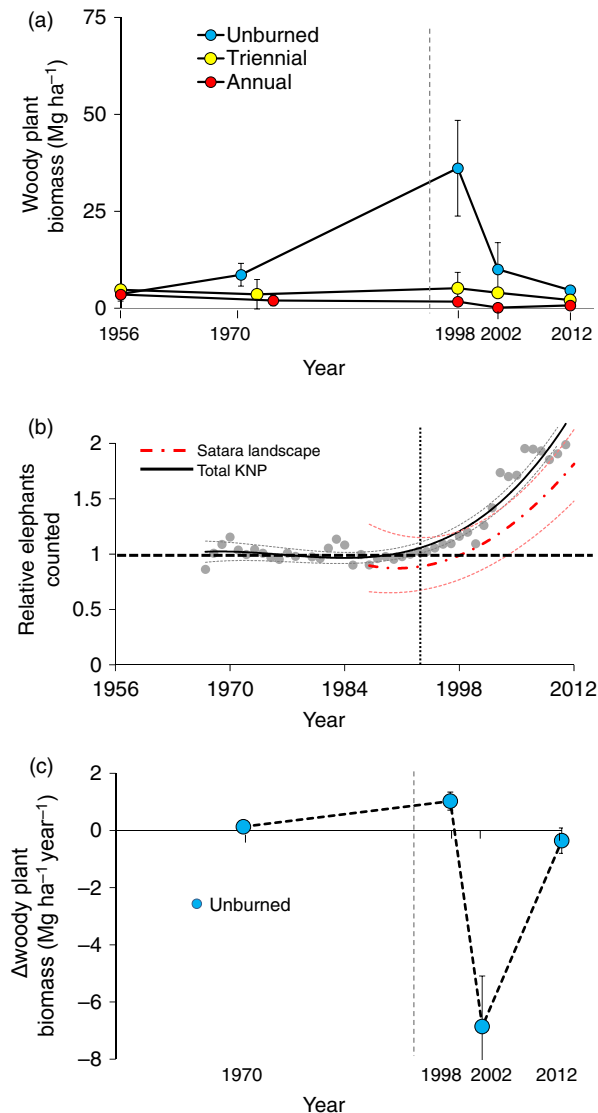 (a)
75
50
25
0
Woody plant
biomass (Mg ha⁻¹)
Unburned
Triennial
Annual
1956
1970
1998
2002
2012
Year
(b)
2
1.5
1
0.5
0
Relative elephants
counted
Satara landscape
Total KNP
1956
1970
1984
1998
2012
Year
(c)
2
0
−2
−4
−6
−8
Δwoody plant
biomass (Mg ha⁻¹ year⁻¹)
Unburned
1970
1998
2002
2012
Year